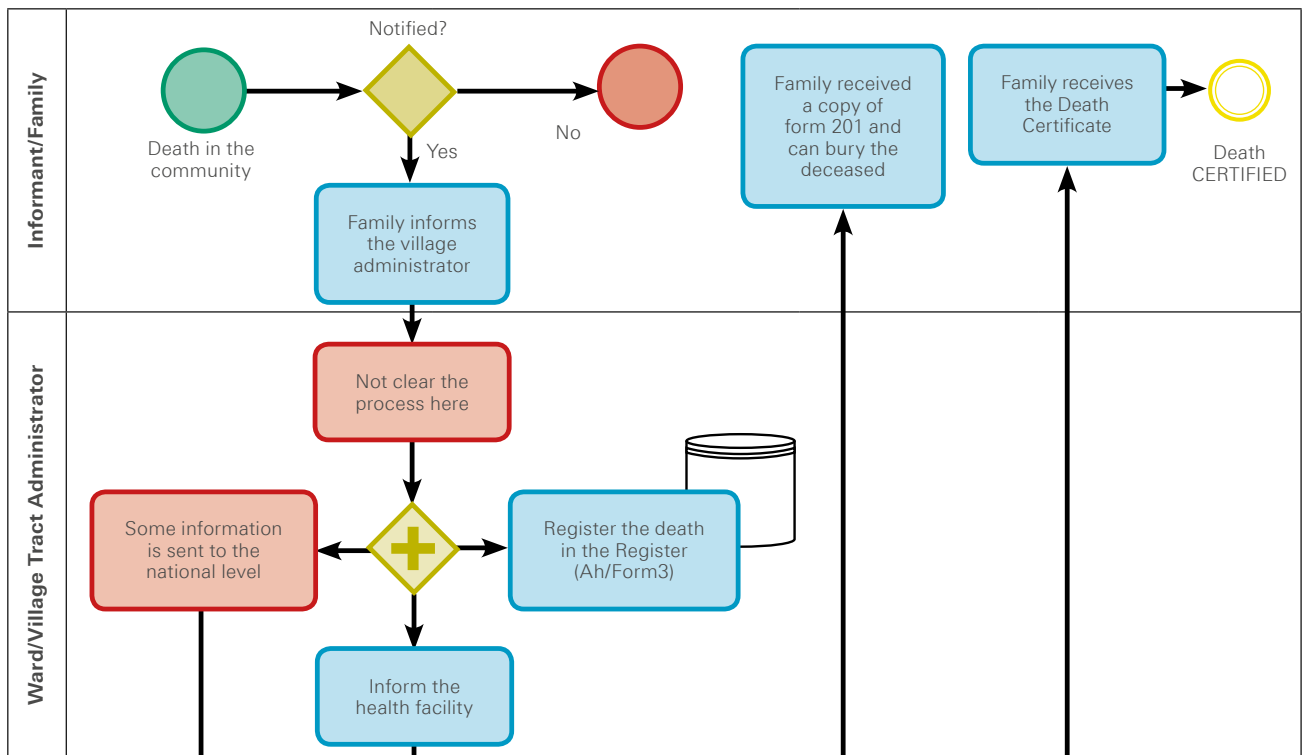 Informant/Family
Notified?
Death in the
community
No
Yes
Family informs
the village
administrator
Family received
a copy of
form 201 and
can bury the
deceased
Family receives
the Death
Certificate
Death
CERTIFIED
Ward/Village Tract Administrator
Not clear the
process here
Some information
is sent to the
national level
Register the death
in the Register
(Ah/Form3)
Inform the
health facility